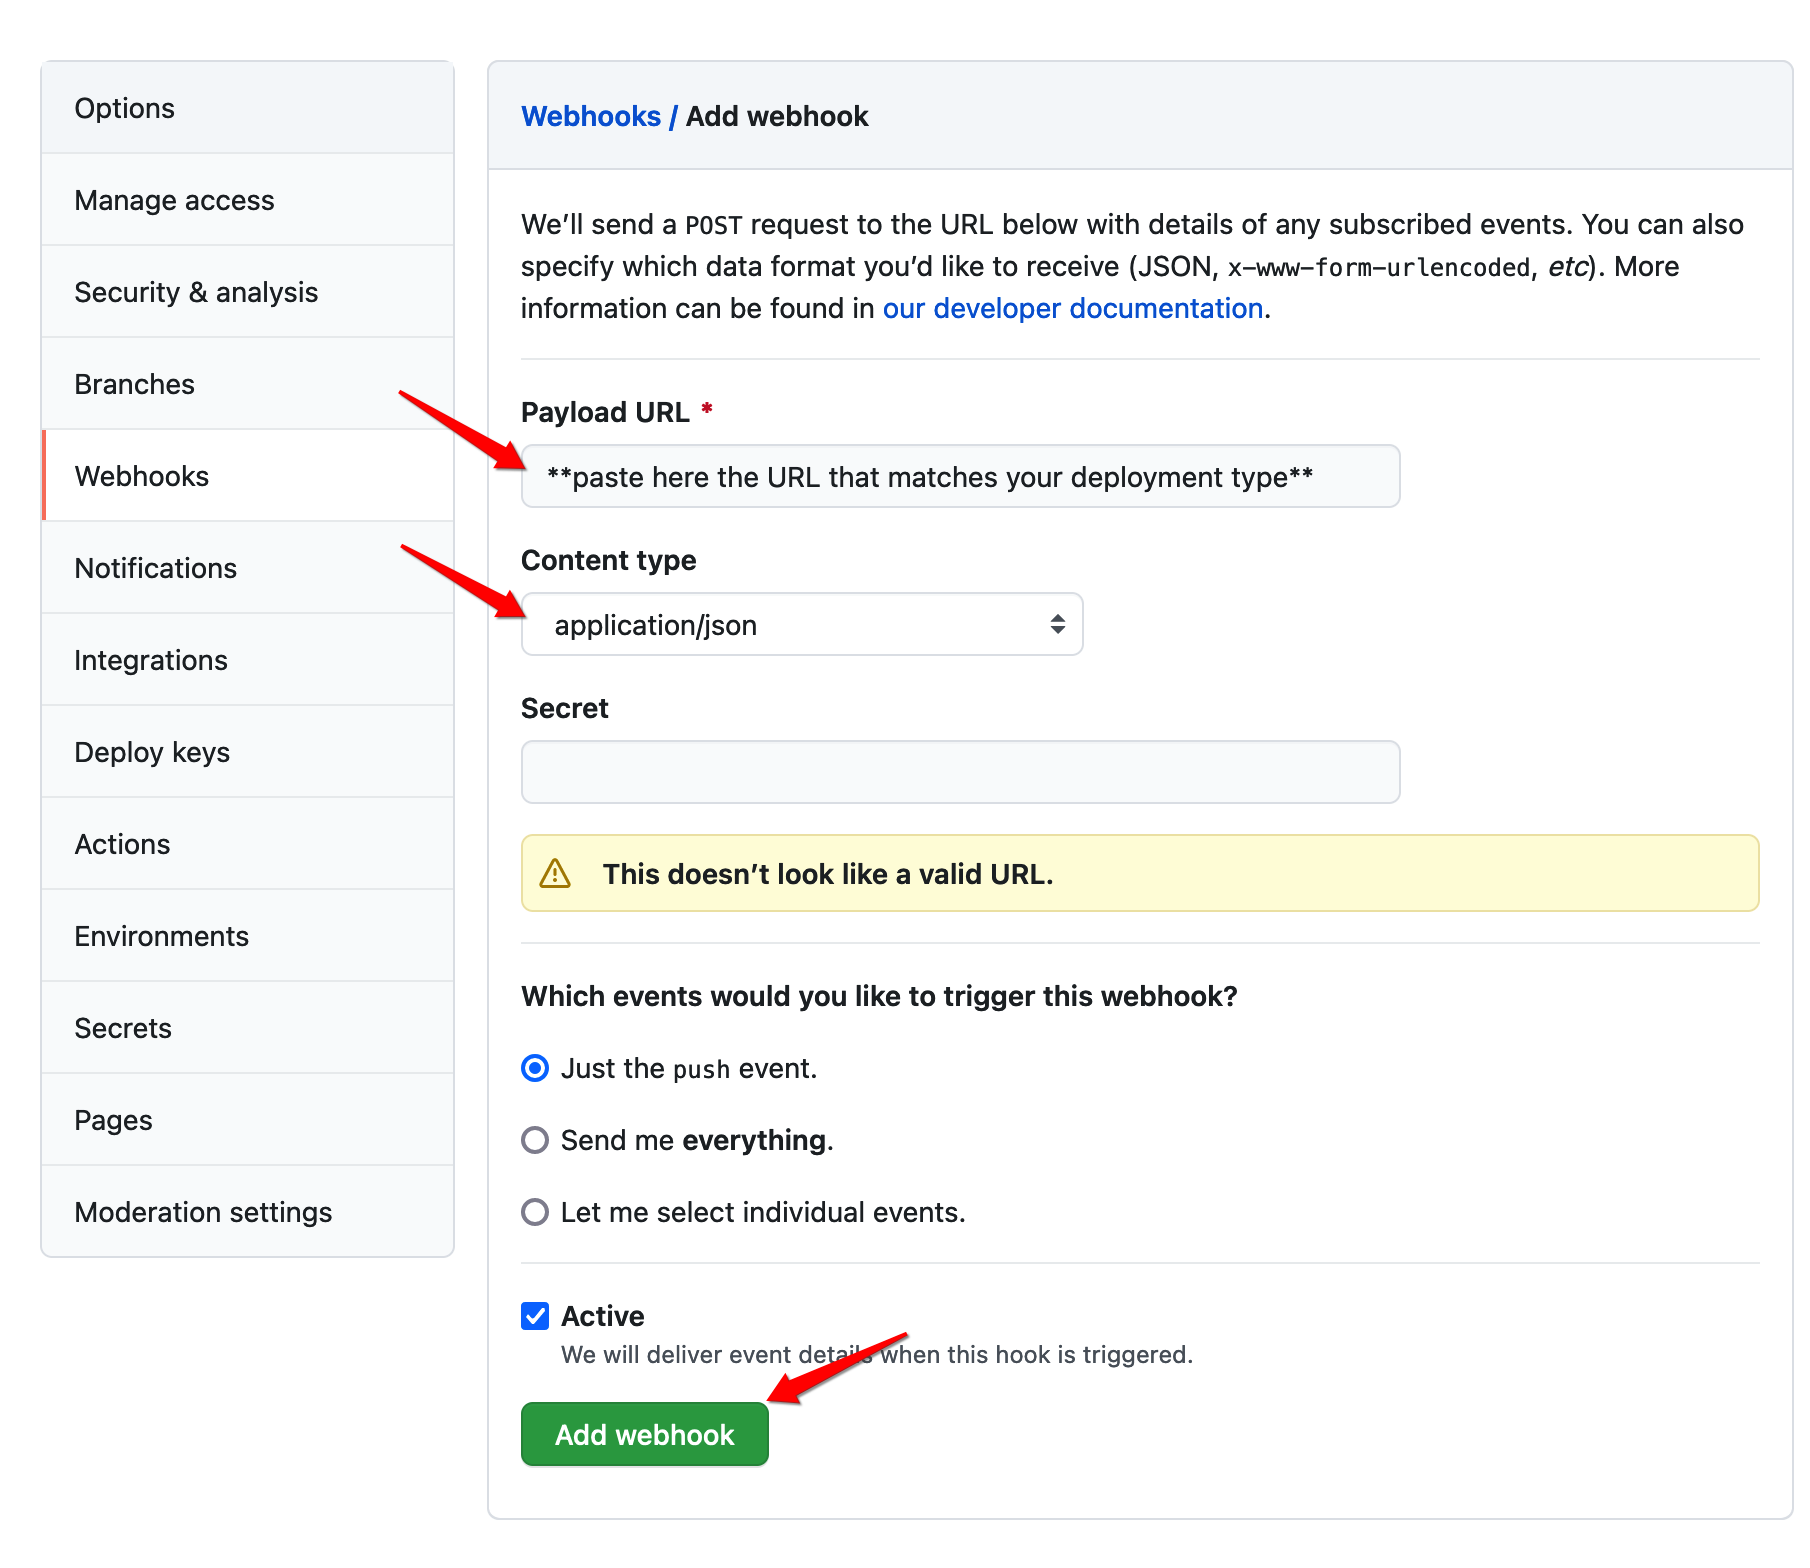 Options
Manage access
Security & analysis
Branches
Webhooks
Notifications
Integrations
Deploy keys
Actions
Environments
Secrets
Pages
Moderation settings
Webhooks / Add webhook
We’ll send a POST request to the URL below with details of any subscribed events. You can also
specify which data format you’d like to receive (JSON, x-www-form-urlencoded, etc). More
information can be found in our developer documentation.
Payload URL *
**paste here the URL that matches your deployment type**
Content type
application/json
Secret
This doesn’t look like a valid URL.
Which events would you like to trigger this webhook?
Just the push event.
Send me everything.
Let me select individual events.
Active
We will deliver event details when this hook is triggered.
Add webhook